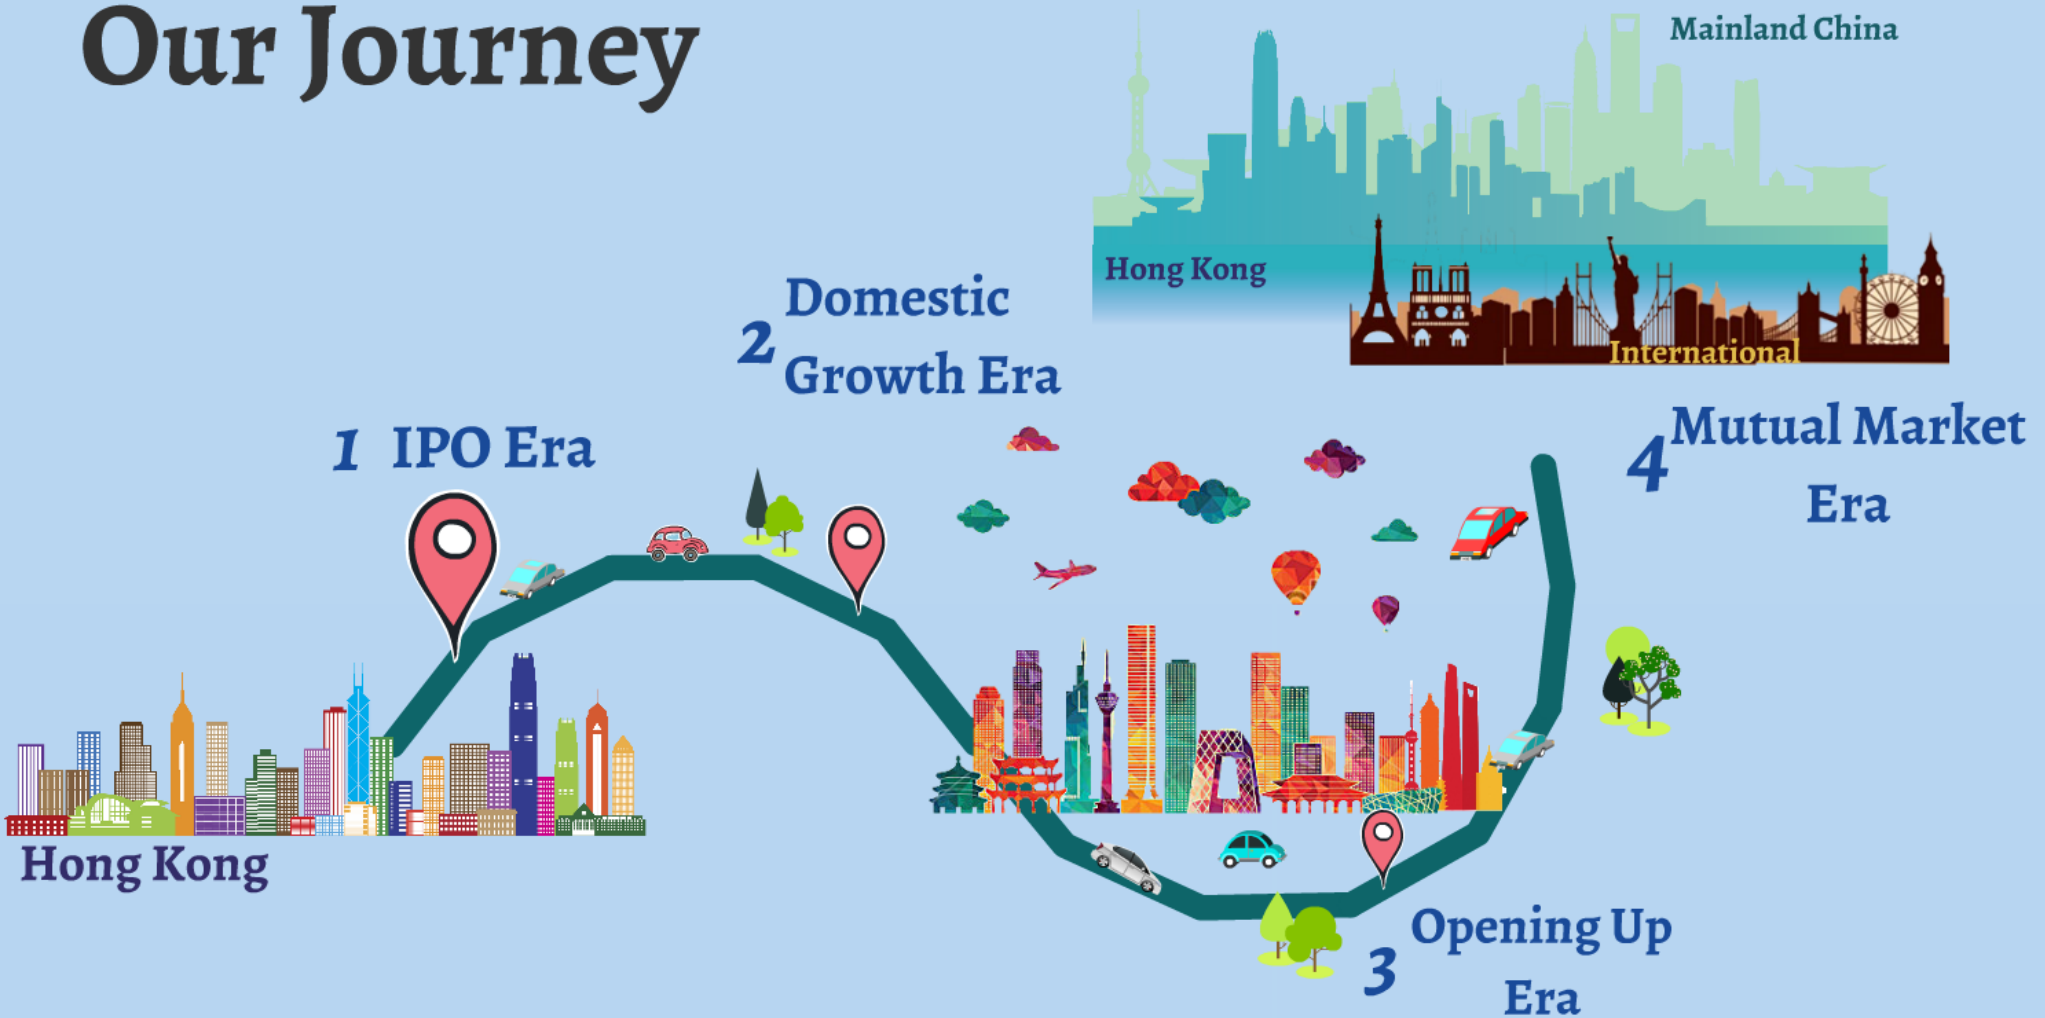 Our Journey
Mainland China
Hong Kong
International
1 IPO Era
2 Domestic
Growth Era
4 Mutual Market
Era
Hong Kong
3 Opening Up
Era